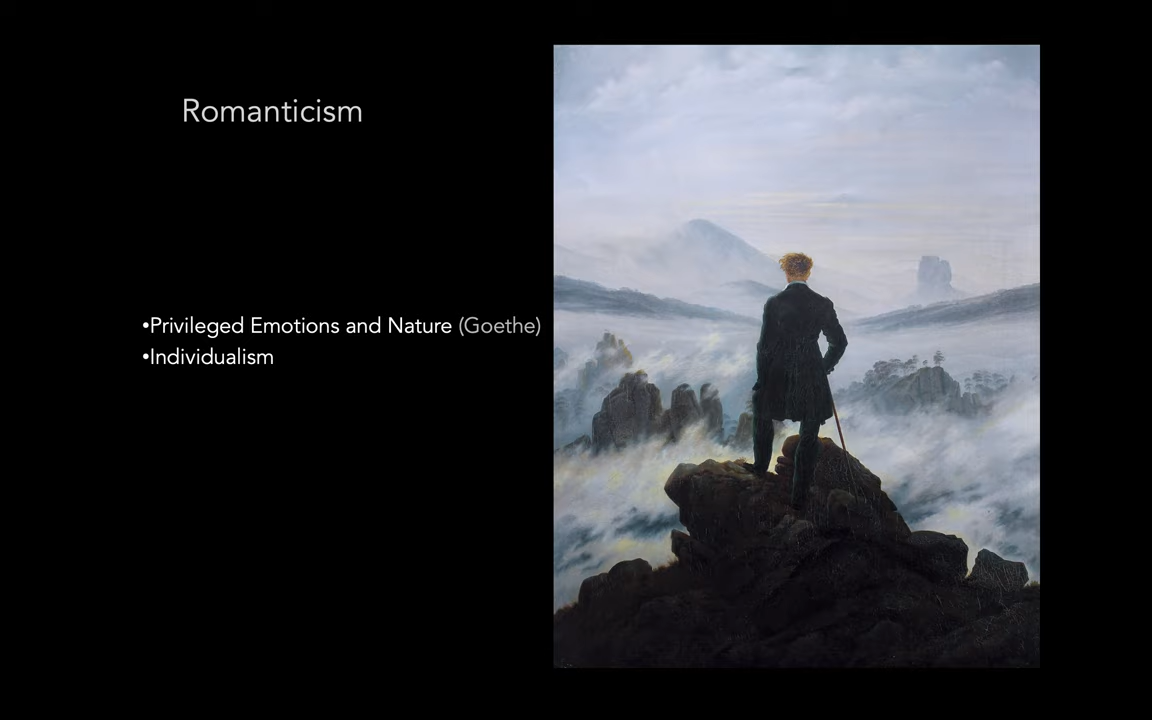 Romanticism
•Privileged Emotions and Nature (Goethe)
•Individualism